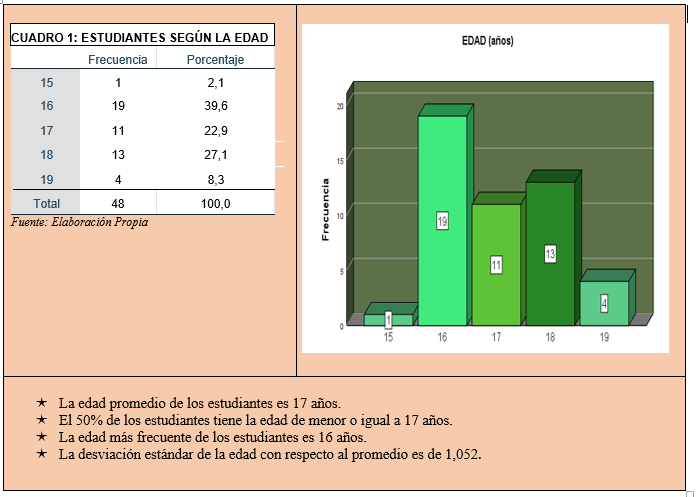 CUADRO 1: ESTUDIANTES SEGÚN LA EDAD
Frecuencia Porcentaje
15 1 2,1
16 19 39,6
17 11 22,9
18 13 27,1
19 4 8,3
Total 48 100,0
Fuente: Elaboración Propia
EDAD (años)
Frecuencia
20
15
10
5
0
1
19
11
13
4
15 16 17 18 19
La edad promedio de los estudiantes es 17 años.
El 50% de los estudiantes tiene la edad de menor o igual a 17 años.
La edad más frecuente de los estudiantes es 16 años.
La desviación estándar de la edad con respecto al promedio es de 1,052.